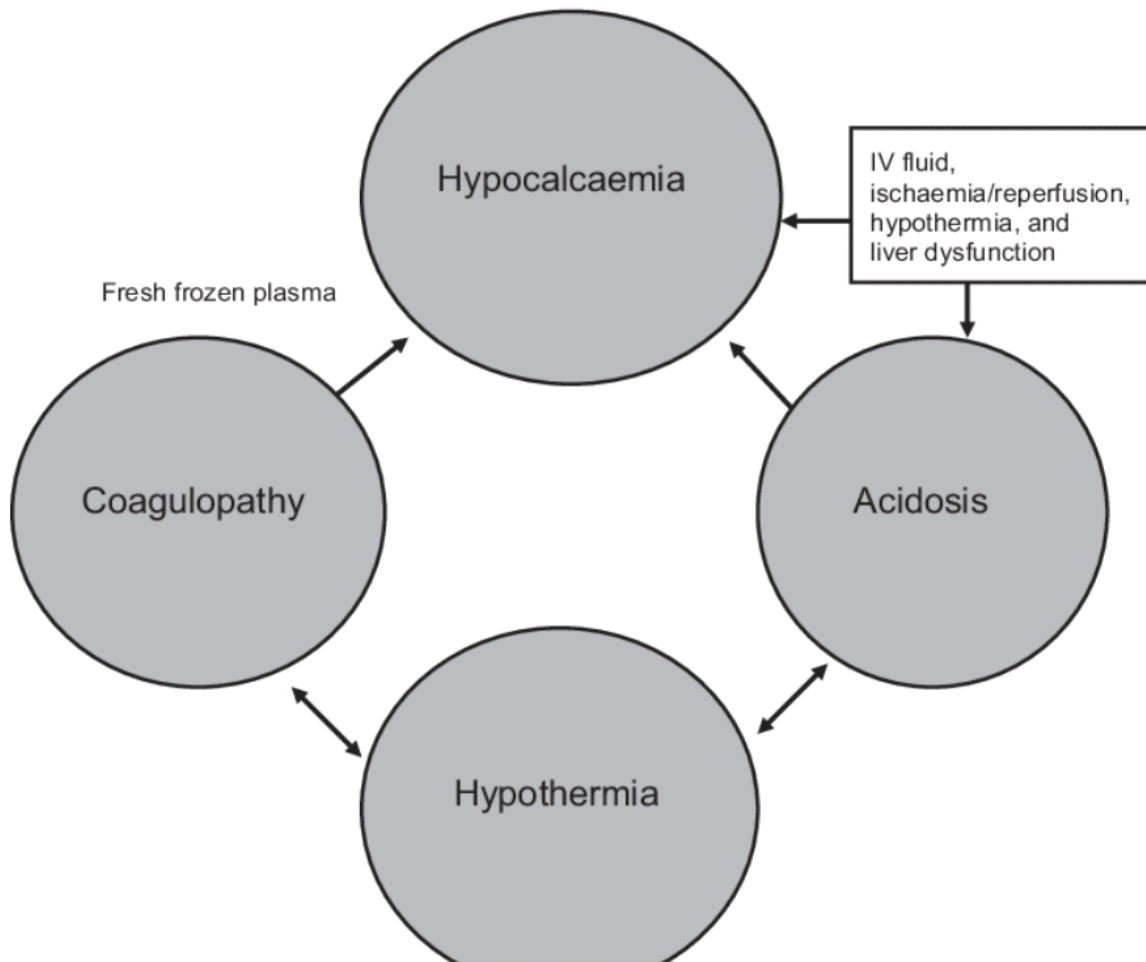 Hypocalcaemia
IV fluid,
ischaemia/reperfusion,
hypothermia, and
liver dysfunction
Fresh frozen plasma
Coagulopathy
Acidosis
Hypothermia